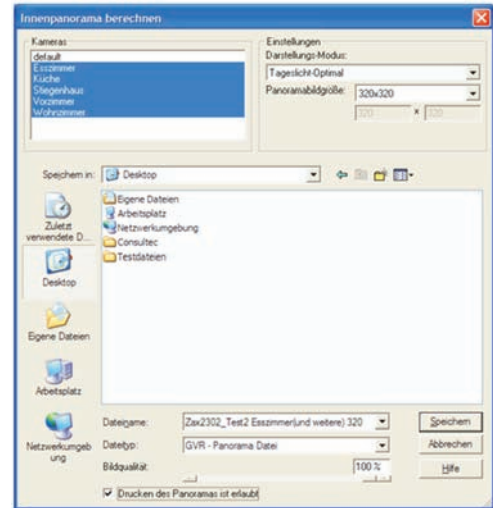 Innenpanorama berechnen
Kameras
default
Esszimmer
Küche
Stiegenhaus
Vorzimmer
Wohnzimmer
Einstellungen
Darstellungs-Modus:
Tageslicht-Optimal
Panoramabildgröße:
320x320
320 x 320
Speichern in:
Desktop
Zuletzt
verwendete D...
Desktop
Eigene Dateien
Arbeitsplatz
Netzwerkumgeb
ung
Eigene Dateien
Arbeitsplatz
Netzwerkumgebung
Consultec
Testdateien
Dateiname:
Zax2302_Test2 Esszimmer(und weitere) 320
Speichern
Dateityp:
GVR - Panorama Datei
Abbrechen
Bildqualität:
100 %
Hilfe
Drucken des Panoramas ist erlaubt